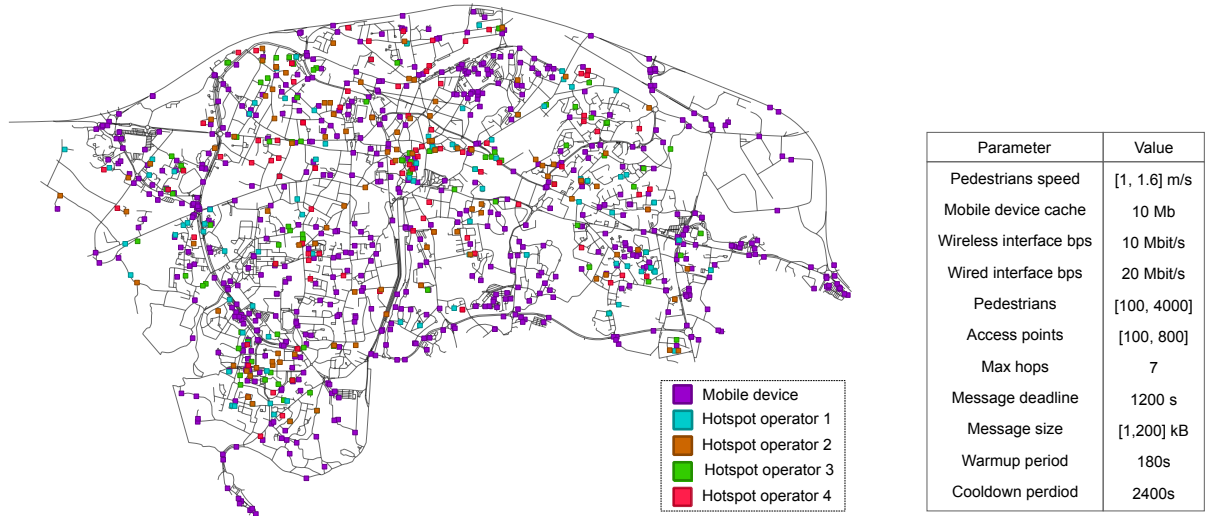 Mobile device
Hotspot operator 1
Hotspot operator 2
Hotspot operator 3
Hotspot operator 4
Parameter Value
Pedestrians speed [1, 1.6] m/s
Mobile device cache 10 Mb
Wireless interface bps 10 Mbit/s
Wired interface bps 20 Mbit/s
Pedestrians [100, 4000]
Access points [100, 800]
Max hops 7
Message deadline 1200 s
Message size [1,200] kB
Warmup period 180s
Cooldown perdiod 2400s